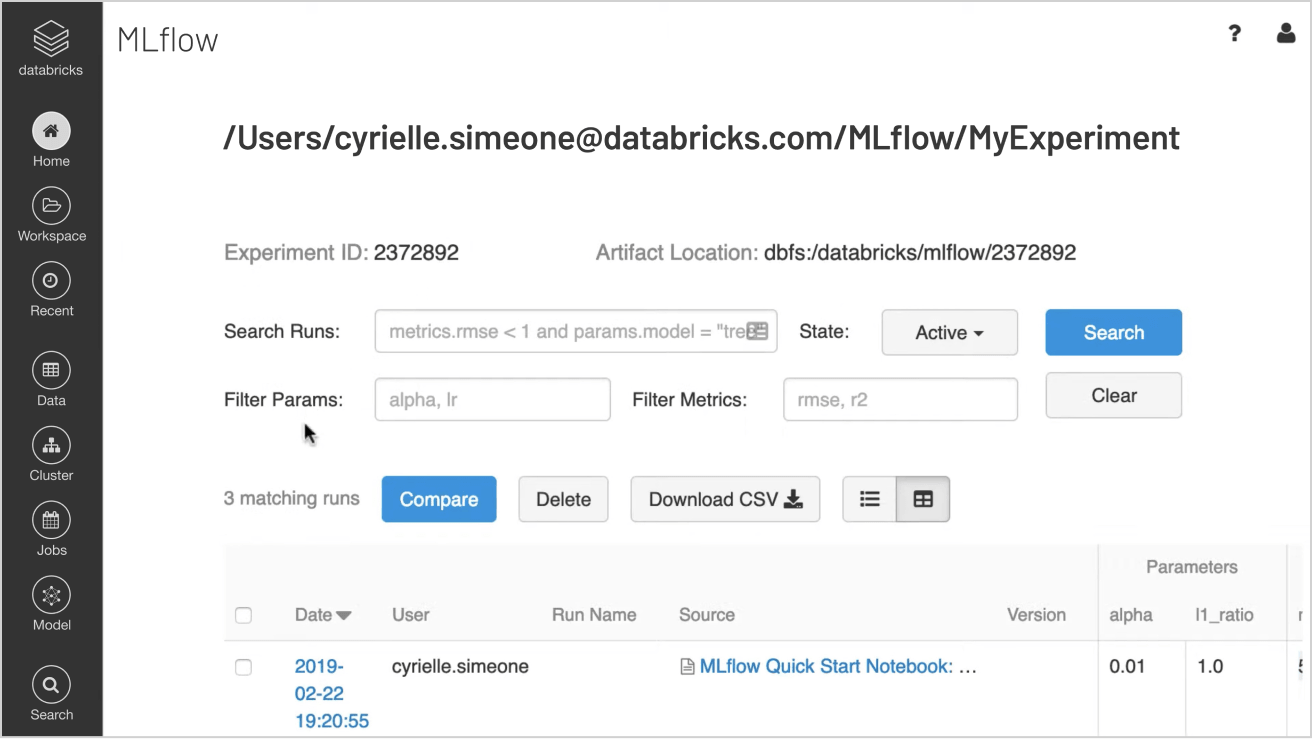 databricks
MLflow
?
Home
Workspace
Recent
Data
Cluster
Jobs
Model
Search
/Users/cyrielle.simeone@databricks.com/MLflow/MyExperiment
Experiment ID: 2372892 Artifact Location: dbfs:/databricks/mlflow/2372892
Search Runs: metrics.rmse < 1 and params.model = "tre State: Active Search
Filter Params: alpha, lr Filter Metrics: rmse, r2 Clear
3 matching runs Compare Delete Download CSV
Parameters
Date User Run Name Source Version alpha l1_ratio
2019- cyrielle.simeone MLflow Quick Start Notebook: … 0.01 1.0
02-22
19:20:55